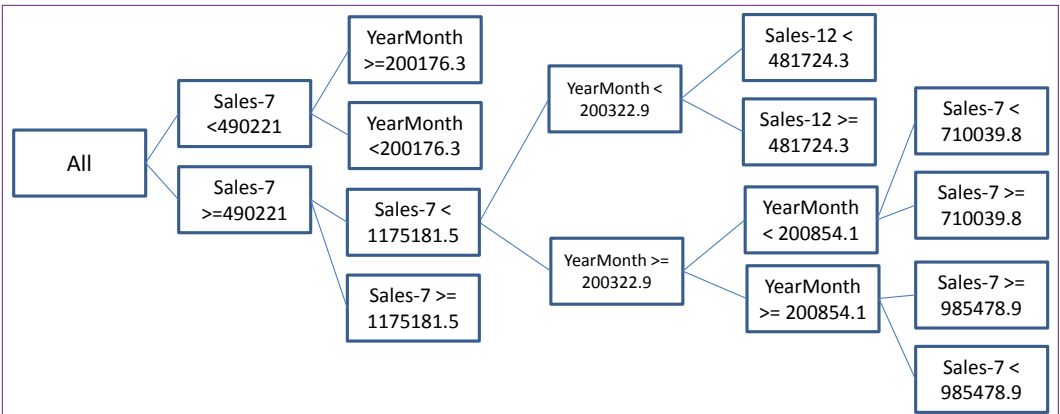 All
Sales-7
<490221
Sales-7
>=490221
YearMonth
>=200176.3
YearMonth
<200176.3
Sales-7 <
1175181.5
Sales-7 >=
1175181.5
YearMonth <
200322.9
YearMonth >=
200322.9
Sales-12 <
481724.3
Sales-12 >=
481724.3
YearMonth
< 200854.1
YearMonth
>= 200854.1
Sales-7 <
710039.8
Sales-7 >=
710039.8
Sales-7 >=
985478.9
Sales-7 <
985478.9